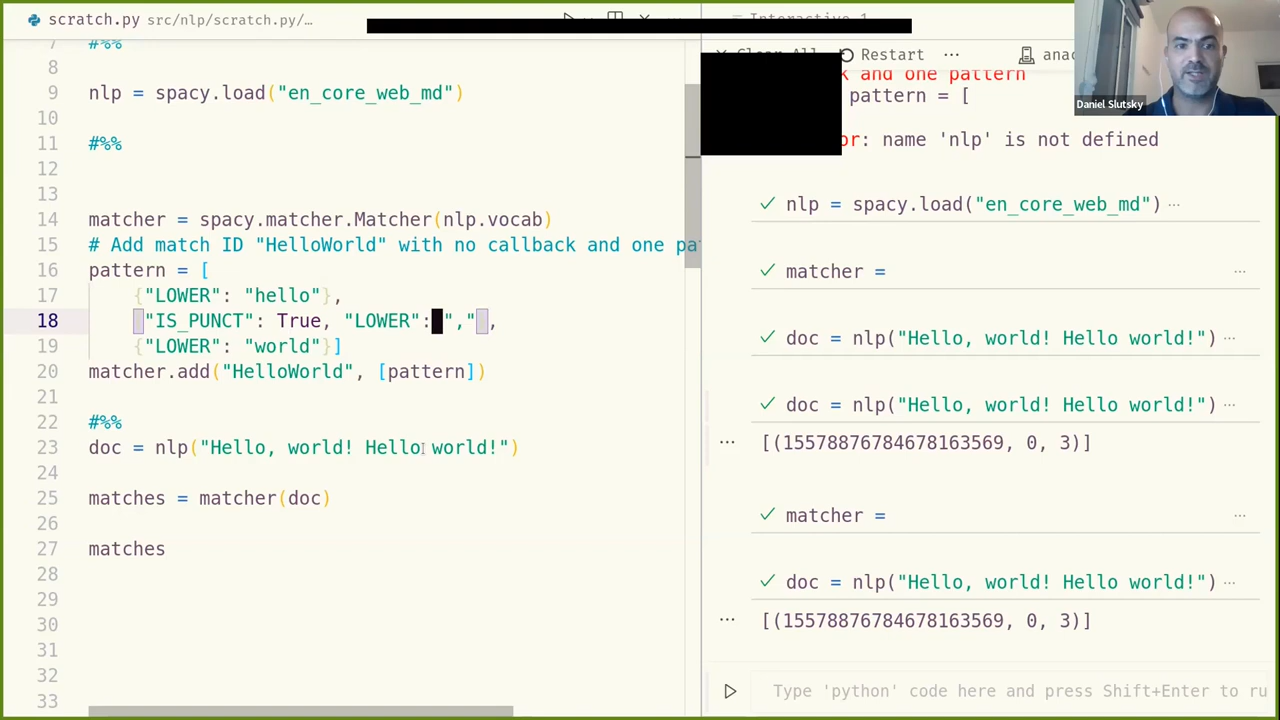 scratch.py src/nlp/scratch.py/…
7 #%%
8
9 nlp = spacy.load("en_core_web_md")
10
11 #%%
12
13
14 matcher = spacy.matcher.Matcher(nlp.vocab)
15 # Add match ID "HelloWorld" with no callback and one pa
16 pattern = [
17 {"LOWER": "hello"},
18 {"IS_PUNCT": True, "LOWER": ","},
19 {"LOWER": "world"}]
20 matcher.add("HelloWorld", [pattern])
21
22 #%%
23 doc = nlp("Hello, world! Hello world!")
24
25 matches = matcher(doc)
26
27 matches
28
29
30
31
32
33
Interactive-1
Clear All Restart ··· anac
k and one pattern
pattern = [
or: name 'nlp' is not defined
✓ nlp = spacy.load("en_core_web_md") ···
✓ matcher = ···
✓ doc = nlp("Hello, world! Hello world!") ···
✓ doc = nlp("Hello, world! Hello world!") ···
··· [(15578876784678163569, 0, 3)]
✓ matcher = ···
✓ doc = nlp("Hello, world! Hello world!") ···
··· [(15578876784678163569, 0, 3)]
Type 'python' code here and press Shift+Enter to ru
Daniel Slutsky